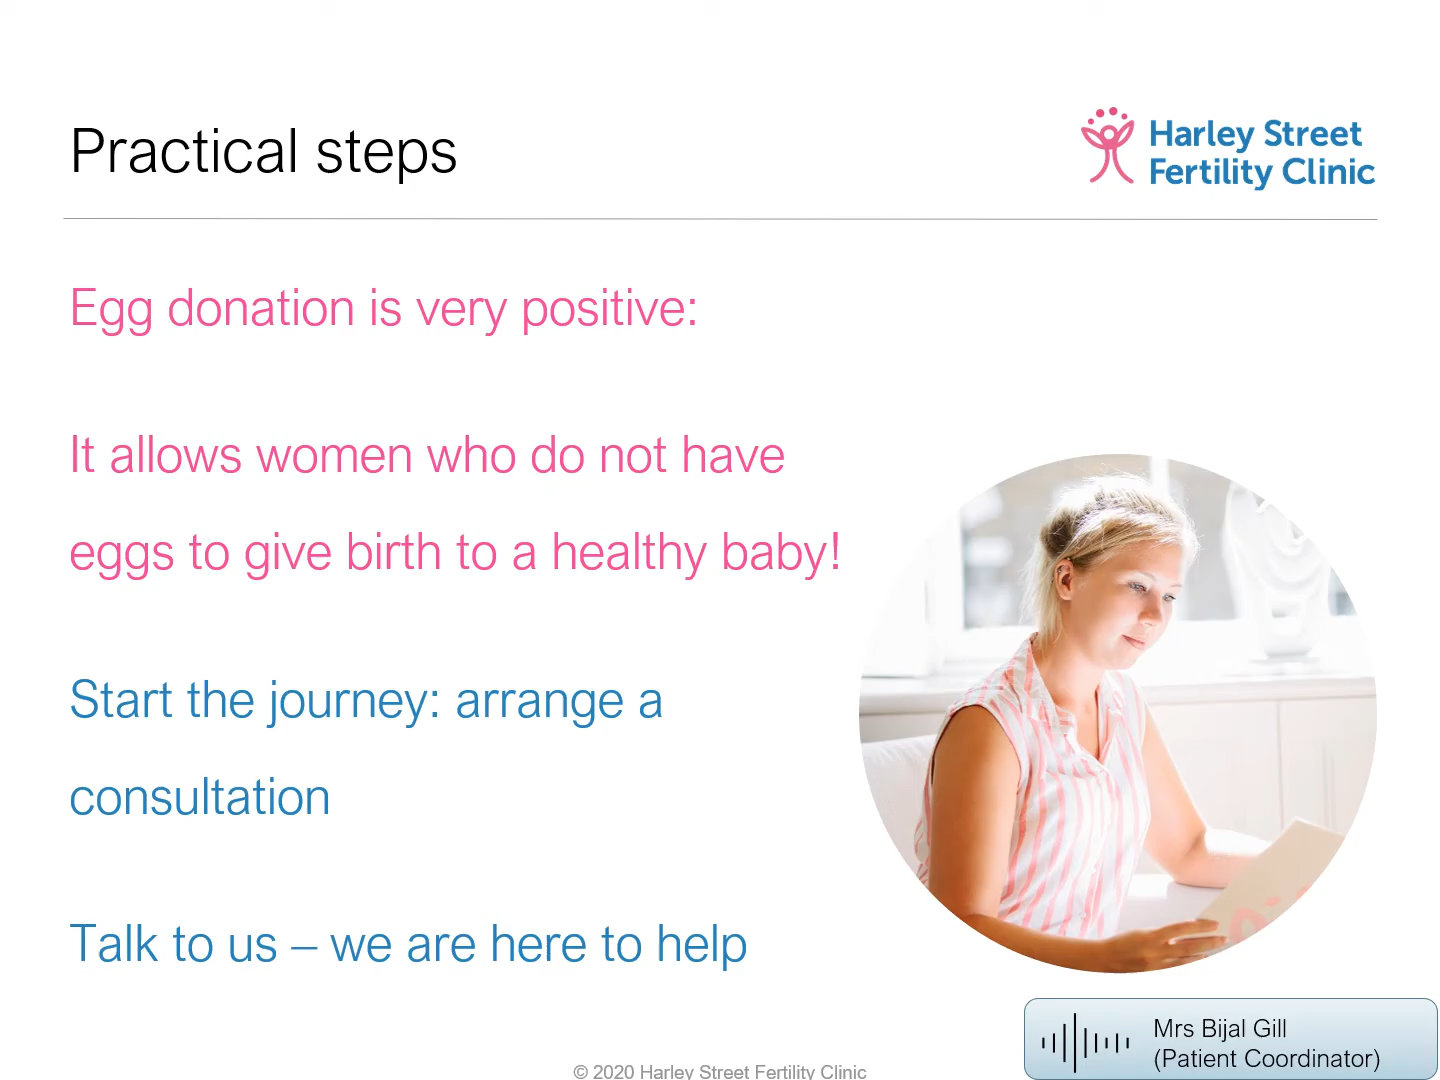 Practical steps
Harley Street
Fertility Clinic
Egg donation is very positive:
It allows women who do not have
eggs to give birth to a healthy baby!
Start the journey: arrange a
consultation
Talk to us – we are here to help
Mrs Bijal Gill
(Patient Coordinator)
© 2020 Harley Street Fertility Clinic